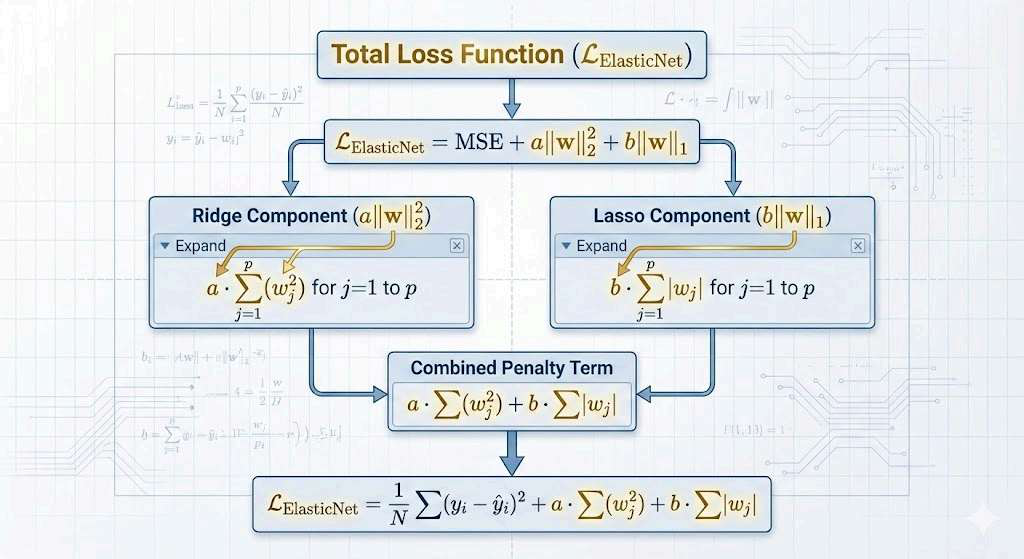 Total Loss Function (ℒ_ElasticNet)
ℒ_ElasticNet = MSE + a‖w‖₂² + b‖w‖₁
Ridge Component (a‖w‖₂²)
Expand
a · ∑_{j=1}^{p} (w_j²) for j=1 to p
Lasso Component (b‖w‖₁)
Expand
b · ∑_{j=1}^{p} |w_j| for j=1 to p
Combined Penalty Term
a · ∑(w_j²) + b · ∑|w_j|
ℒ_ElasticNet = 1/N ∑(y_i − ŷ_i)² + a · ∑(w_j²) + b · ∑|w_j|